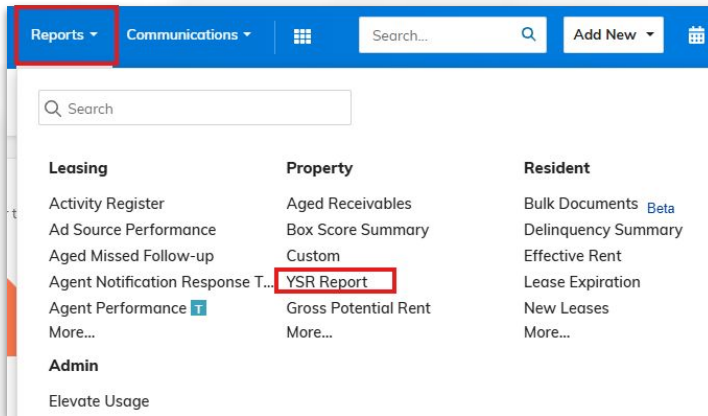 Reports Communications Search... Add New
Search
Leasing Property Resident
Activity Register Aged Receivables Bulk Documents Beta
Ad Source Performance Box Score Summary Delinquency Summary
Aged Missed Follow-up Custom Effective Rent
Agent Notification Response T... YSR Report Lease Expiration
Agent Performance T Gross Potential Rent New Leases
More... More... More...
Admin
Elevate Usage